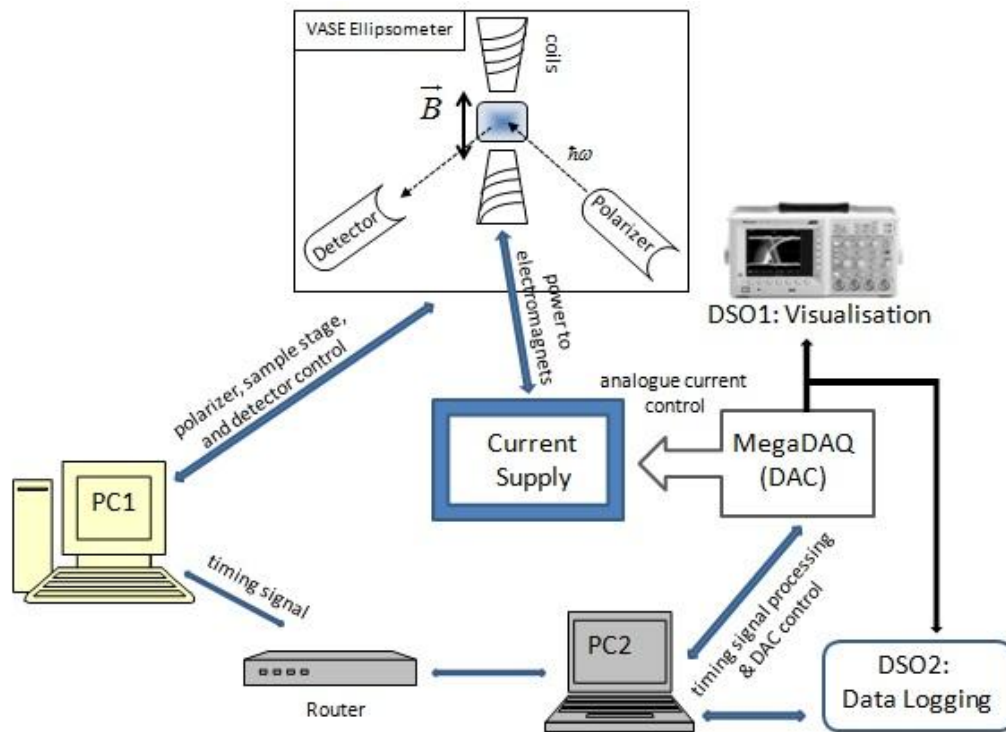 VASE Ellipsometer
coils
B
ħω
Detector
Polarizer
power to
electromagnets
polarizer, sample stage,
and detector control
DSO1: Visualisation
analogue current
control
Current
Supply
MegaDAQ
(DAC)
PC1
timing signal
timing signal processing
& DAC control
PC2
Router
DSO2:
Data Logging